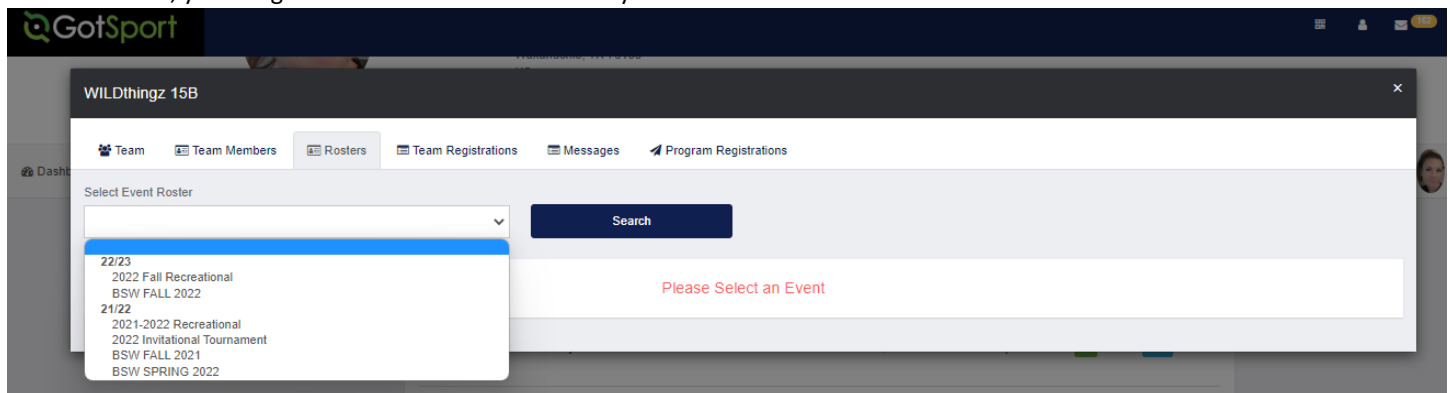 GotSport
162
WILDthingz 15B
×
Team Team Members Rosters Team Registrations Messages Program Registrations
Dashb
Select Event Roster
Search
22/23
2022 Fall Recreational
BSW FALL 2022
21/22
2021-2022 Recreational
2022 Invitational Tournament
BSW FALL 2021
BSW SPRING 2022
Please Select an Event